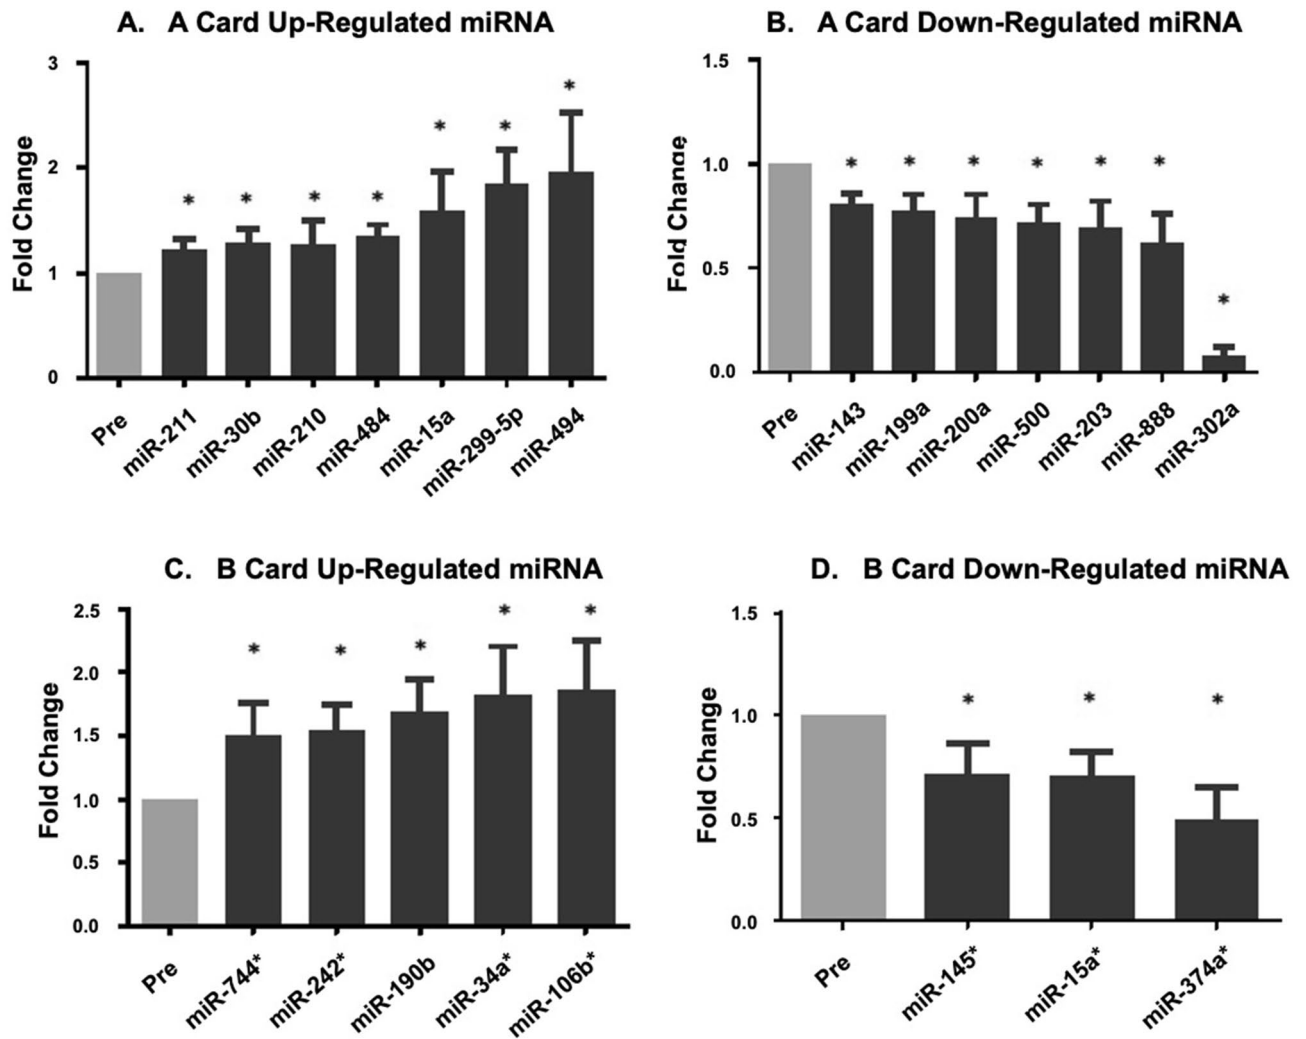 A. A Card Up-Regulated miRNA
Fold Change
3
2
1
0
* * * * * * *
Pre miR-211 miR-30b miR-210 miR-484 miR-15a miR-299-5p miR-494
B. A Card Down-Regulated miRNA
Fold Change
1.5
1.0
0.5
0.0
* * * * * * *
Pre miR-143 miR-199a miR-200a miR-500 miR-203 miR-888 miR-302a
C. B Card Up-Regulated miRNA
Fold Change
2.5
2.0
1.5
1.0
0.5
0.0
* * * * *
Pre miR-744* miR-242* miR-190b miR-34a* miR-106b*
D. B Card Down-Regulated miRNA
Fold Change
1.5
1.0
0.5
0.0
* * *
Pre miR-145* miR-15a* miR-374a*